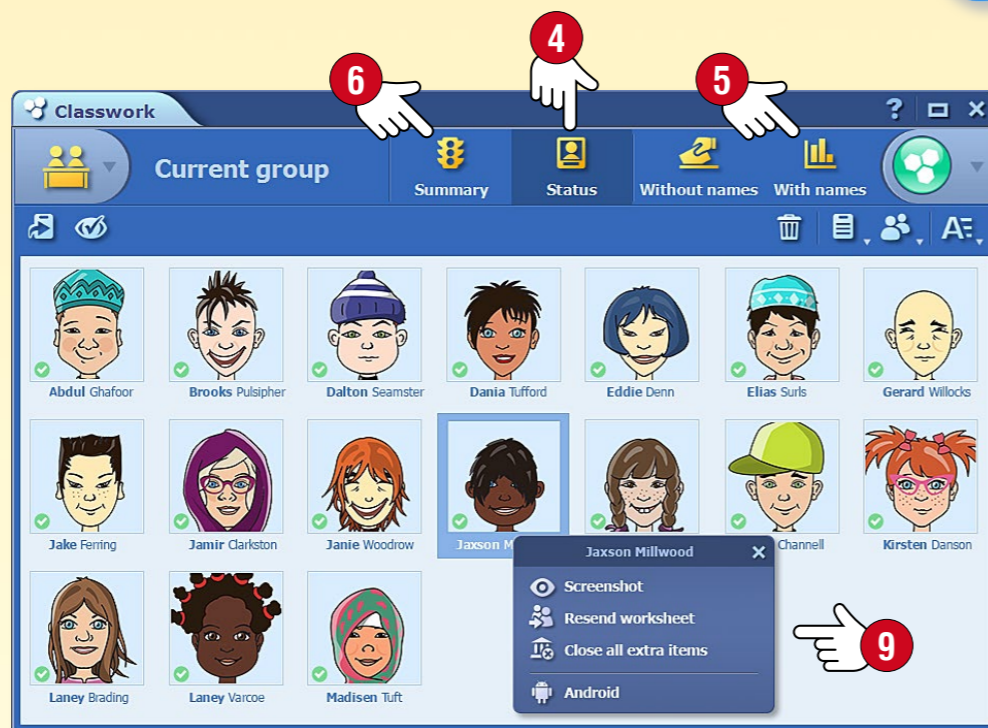 4
6
5
Classwork
?
Current group
Summary
Status
Without names
With names
A
Abdul Ghafoor
Brooks Pulsipher
Dalton Seamster
Dania Tufford
Eddie Denn
Elias Surls
Gerard Willocks
Jake Ferring
Jamir Clarkston
Janie Woodrow
Jaxson M
Channell
Kirsten Danson
Jaxson Millwood
Screenshot
Resend worksheet
Close all extra items
Android
9
Laney Brading
Laney Varcoe
Madisen Tuft